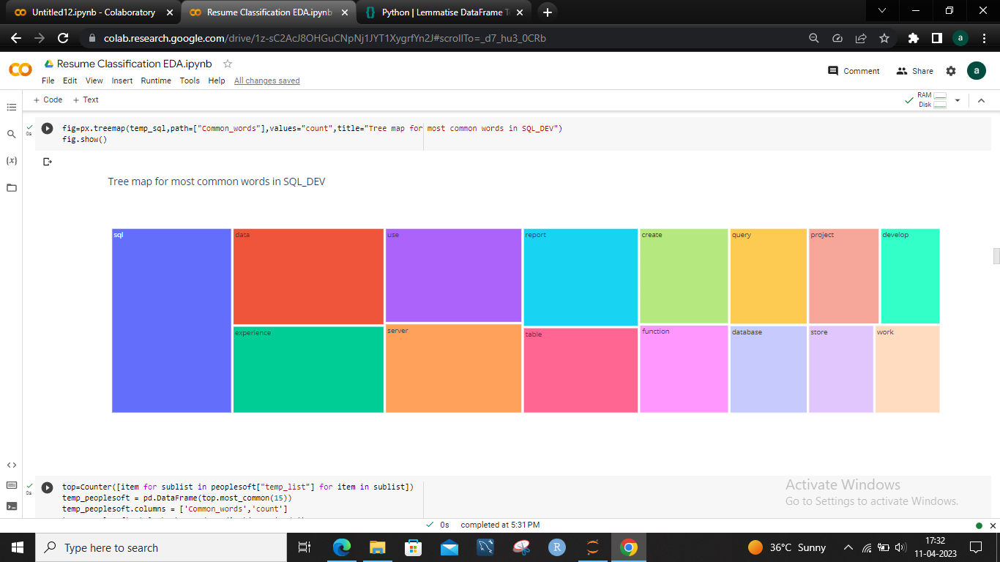 Untitled12.ipynb - Colaboratory
Resume Classification EDA.ipynb
Python | Lemmatise DataFrame T
colab.research.google.com/drive/1z-sC2AcJ8OHGuCNpNj1JYT1XygrfYn2J#scrollTo=_d7_hu3_0CRb
a
Resume Classification EDA.ipynb
File Edit View Insert Runtime Tools Help All changes saved
Comment Share a
+ Code + Text
RAM
Disk
0s
fig=px.treemap(temp_sql,path=["Common_words"],values="count",title="Tree map for most common words in SQL_DEV")
fig.show()
{x}
Tree map for most common words in SQL_DEV
sql data use report create query project develop
experience server table function database store work
0s
top=Counter([item for sublist in peoplesoft["temp_list"] for item in sublist])
temp_peoplesoft = pd.DataFrame(top.most_common(15))
temp_peoplesoft.columns = ['Common_words','count']
Activate Windows
Go to Settings to activate Windows.
0s completed at 5:31 PM
Type here to search
R
36°C Sunny
17:32
11-04-2023